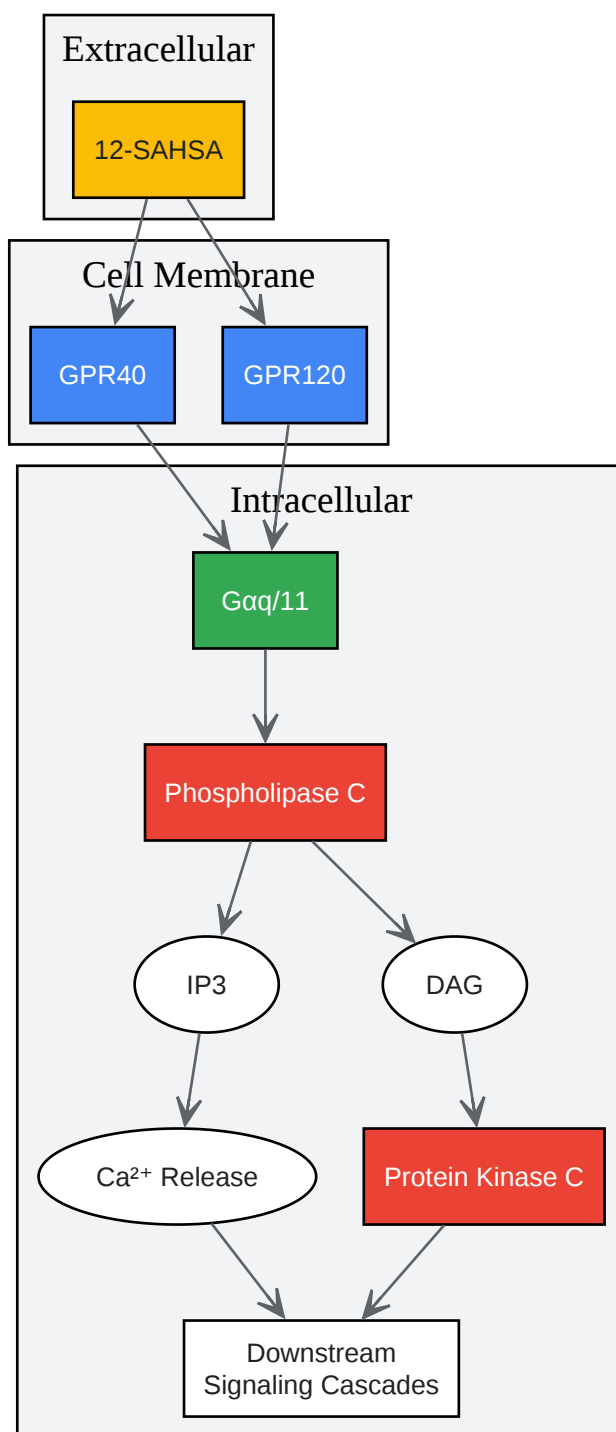 Extracellular
12-SAHSA
Cell Membrane
GPR40
GPR120
Intracellular
Gαq/11
Phospholipase C
IP3
DAG
Ca²⁺ Release
Protein Kinase C
Downstream
Signaling Cascades